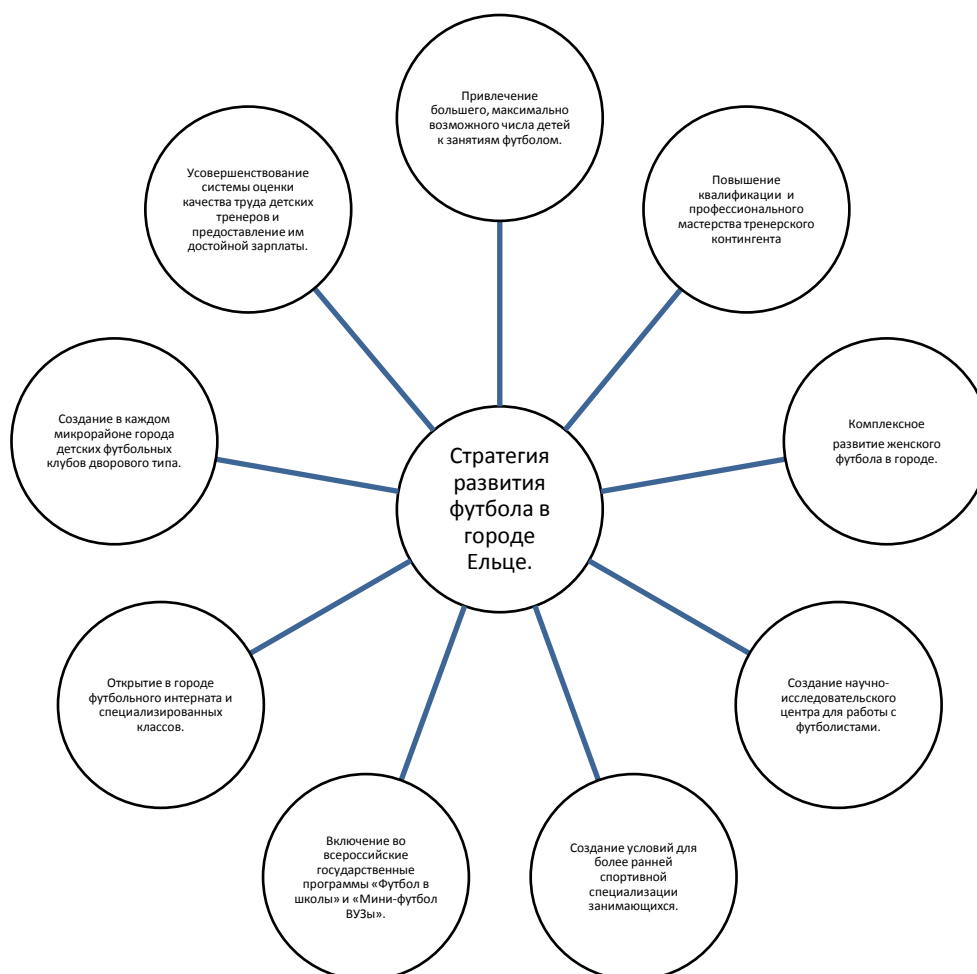 Привлечение
большего, максимально
возможного числа детей
к занятиям футболом.
Повышение
квалификации и
профессионального
мастерства тренерского
контингента
Комплексное
развитие женского
футбола в городе.
Создание научно-
исследовательского
центра для работы с
футболистами.
Создание условий для
более ранней
спортивной
специализации
занимающихся.
Включение во
всероссийские
государственные
программы «Футбол в
школы» и «Мини-футбол
ВУЗы».
Открытие в городе
футбольного интерната и
специализированных
классов.
Создание в каждом
микрорайоне города
детских футбольных
клубов дворового типа.
Усовершенствование
системы оценки
качества труда детских
тренеров и
предоставление им
достойной зарплаты.
Стратегия
развития
футбола в
городе
Ельце.